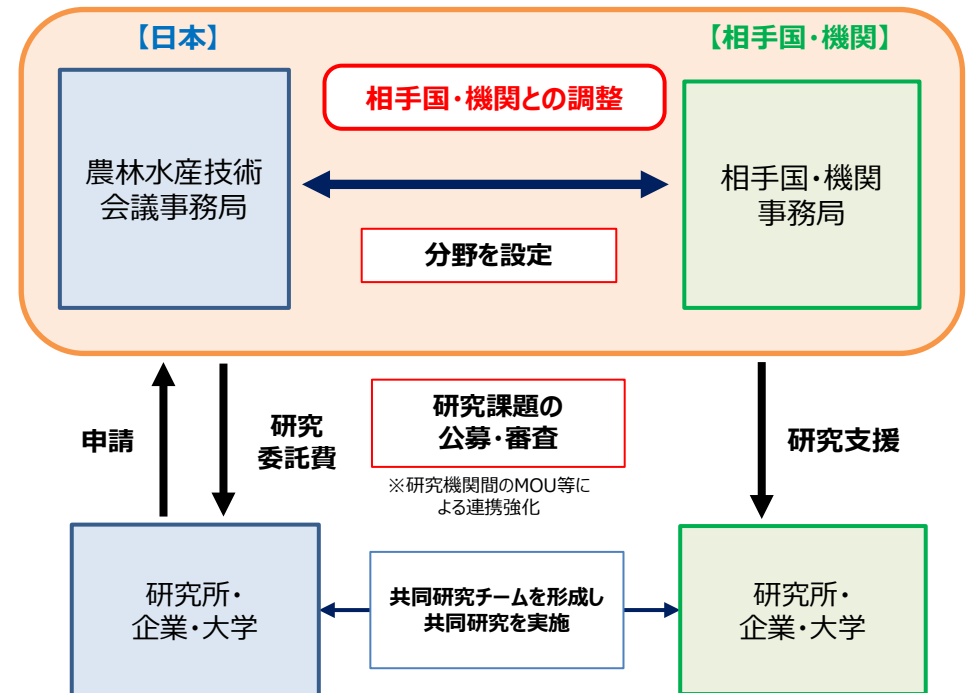 【日本】
【相手国・機関】
相手国・機関との調整
農林水産技術
会議事務局
相手国・機関
事務局
分野を設定
申請
研究
委託費
研究課題の
公募・審査
※研究機関間のMOU等に
よる連携強化
研究支援
研究所・
企業・大学
共同研究チームを形成し
共同研究を実施
研究所・
企業・大学